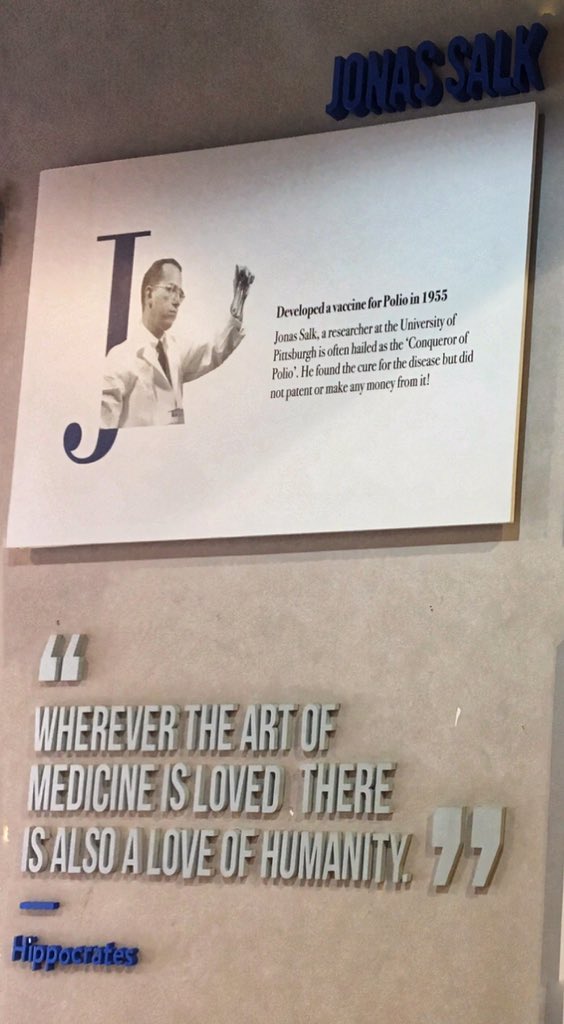 JONAS SALK
J
Developed a vaccine for Polio in 1955
Jonas Salk, a researcher at the University of
Pittsburgh is often hailed as the ‘Conqueror of
Polio’. He found the cure for the disease but did
not patent or make any money from it!
“
WHEREVER THE ART OF
MEDICINE IS LOVED THERE
IS ALSO A LOVE OF HUMANITY. ”
Hippocrates